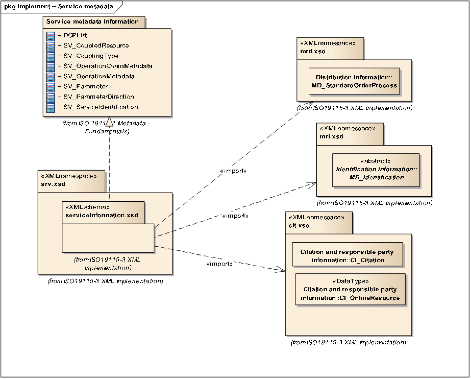 pkg Implement – Service metadata
Service metadata information
+ DCPList
+ SV_CoupledResource
+ SV_CouplingType
+ SV_OperationChainMetadata
+ SV_OperationMetadata
+ SV_Parameter
+ SV_ParameterDirection
+ SV_ServiceIdentification
(from ISO 19115-1 Metadata -
Fundamentals)
«XMLnamespace»
srv.xsd
«XMLschema»
serviceInformation.xsd
(from ISO19115-3 XML
Implementation)
(from ISO19115-3 XML Implementation)
«import»
«import»
«import»
«XMLnamespace»
mrd.xsd
Distribution information::
MD_StandardOrderProcess
(from ISO19115-3 XML Implementation)
«XMLnamespace»
mri.xsd
«abstract»
Identification information::
MD_Identification
(from ISO19115-3 XML Implementation)
«XMLnamespace»
cit.xsd
Citation and responsible party
information::CI_Citation
«DataType»
Citation and responsible party
information::CI_OnlineResource
(from ISO19115-3 XML Implementation)